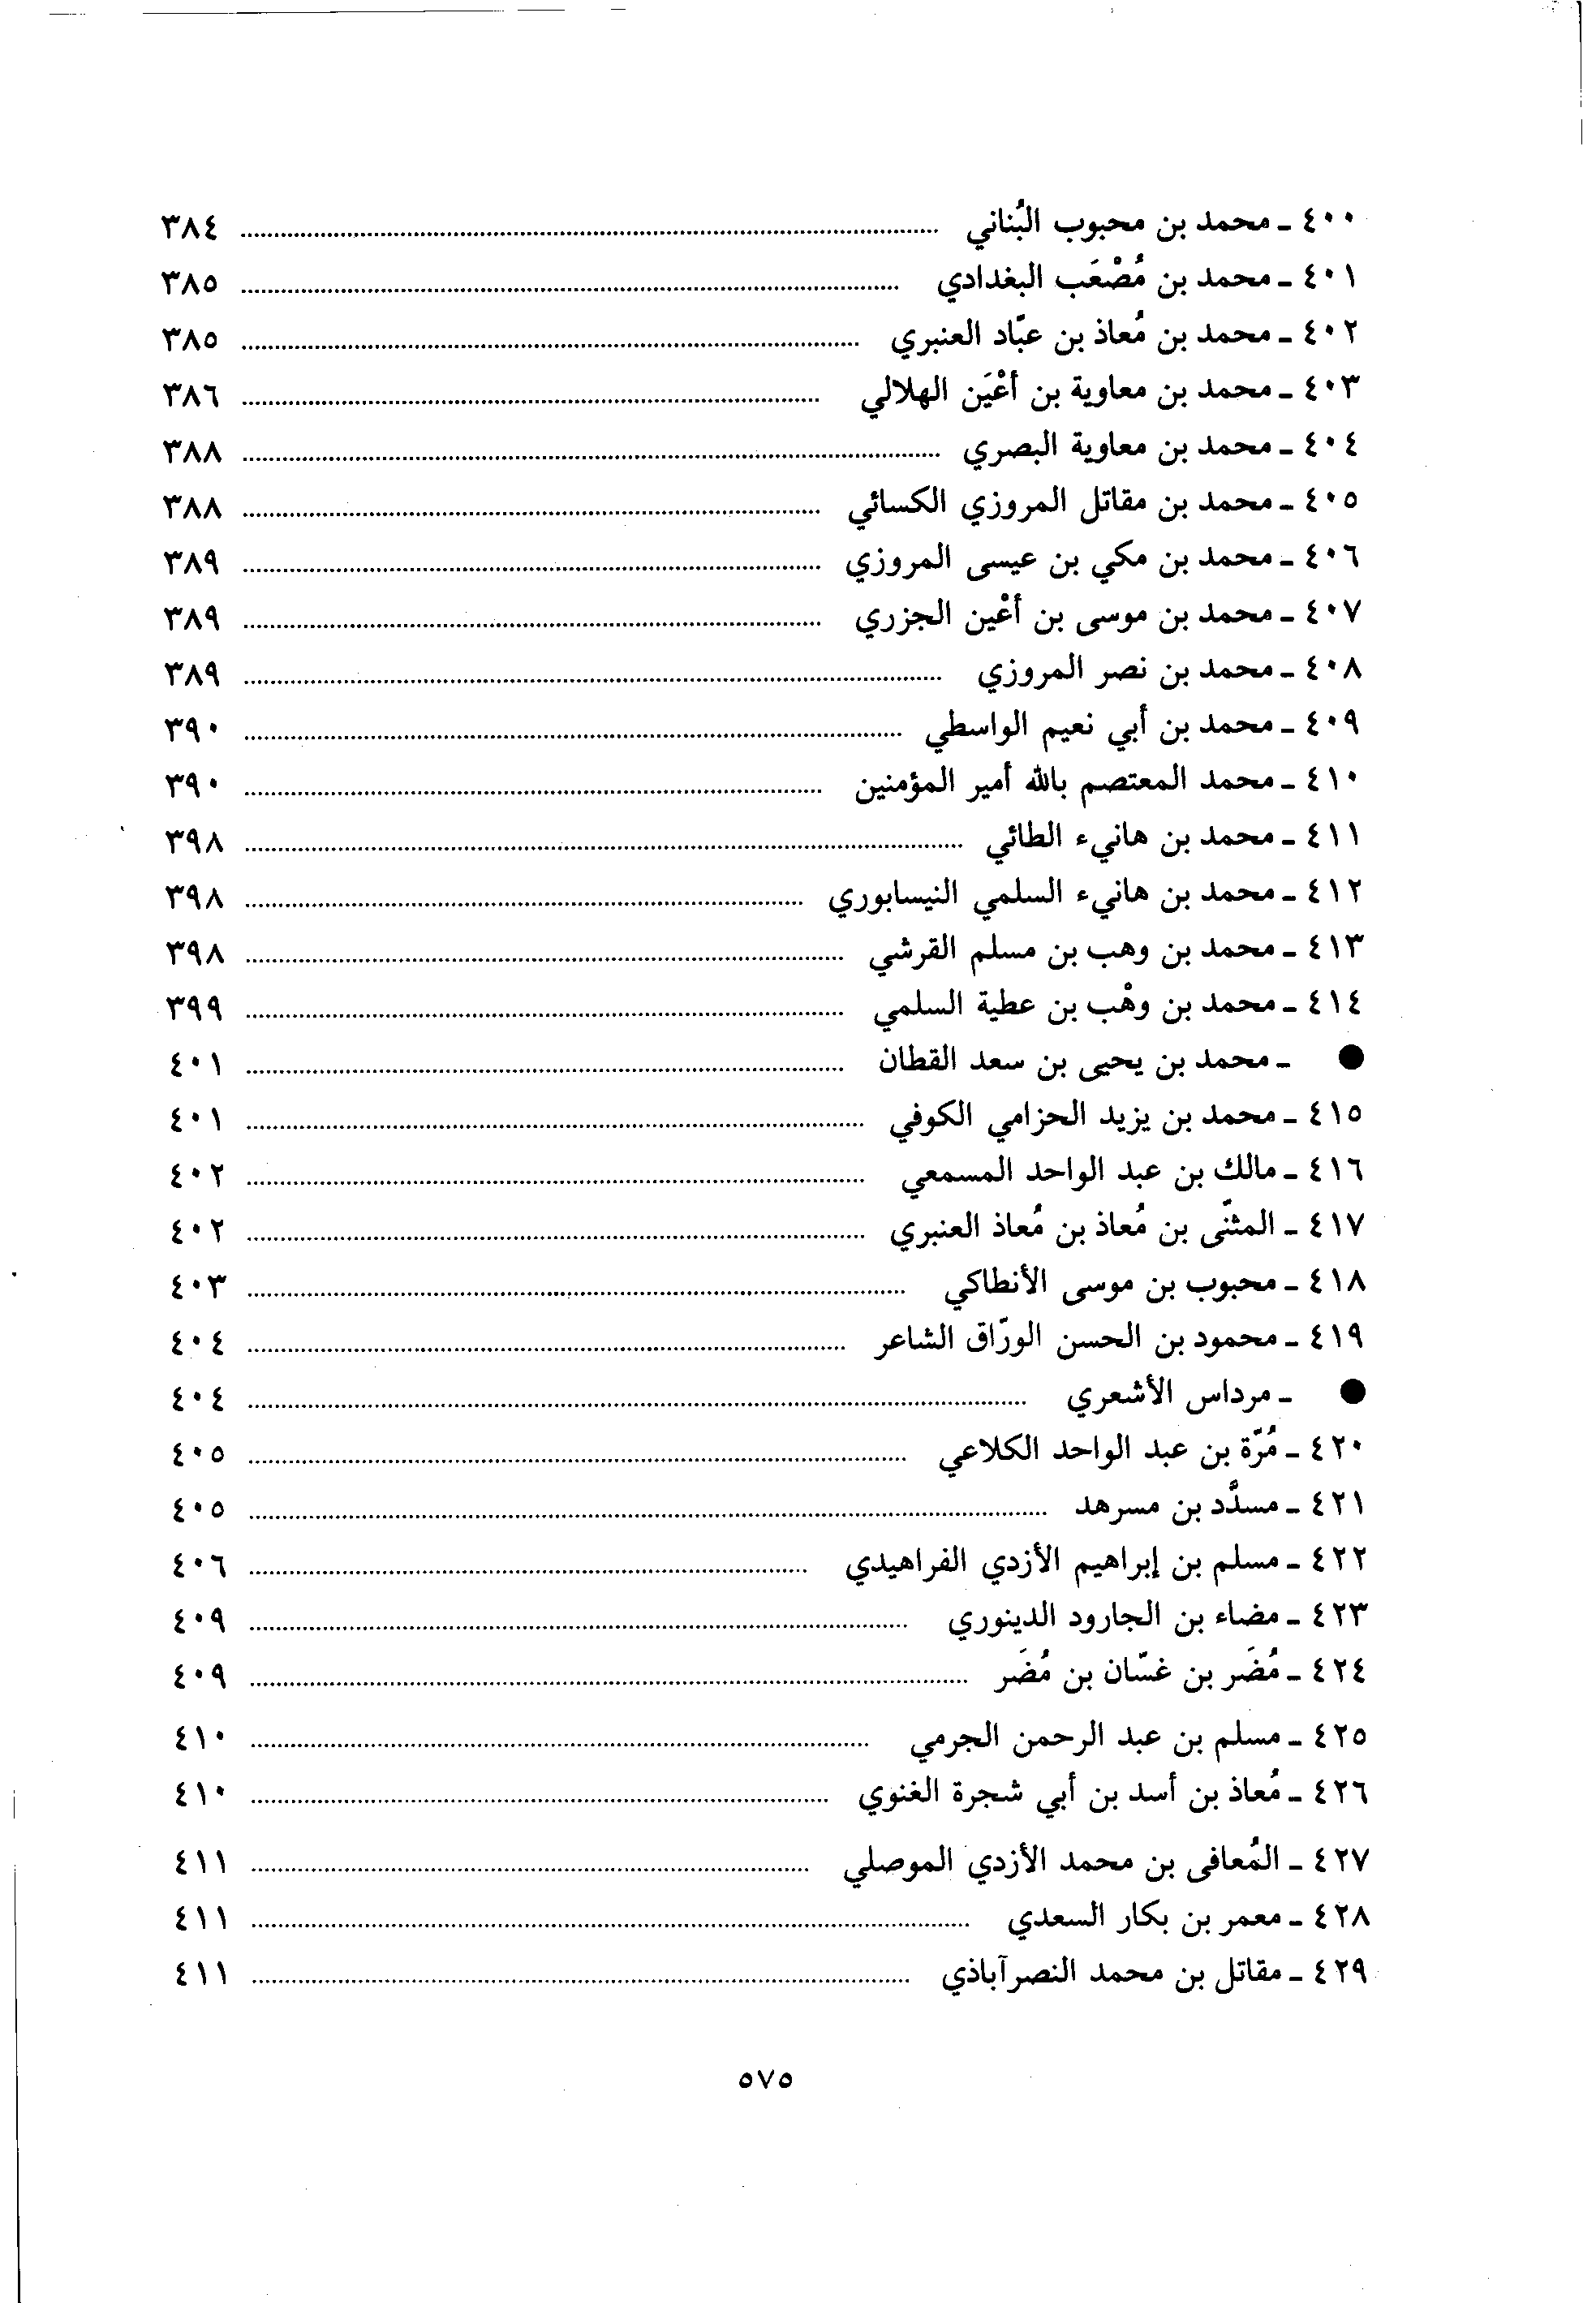 ٤٠٠ ـ محمد بن محبوب البُناني ........ ٣٨٤
٤٠١ ـ محمد بن مُصْعَب البغدادي ........ ٣٨٥
٤٠٢ ـ محمد بن مُعاذ بن عبّاد العنبري ........ ٣٨٥
٤٠٣ ـ محمد بن معاوية بن أعْيَن الهلالي ........ ٣٨٦
٤٠٤ ـ محمد بن معاوية البصري ........ ٣٨٨
٤٠٥ ـ محمد بن مقاتل المروزي الكسائي ........ ٣٨٨
٤٠٦ ـ محمد بن مكي بن عيسى المروزي ........ ٣٨٩
٤٠٧ ـ محمد بن موسى بن أعْين الجزري ........ ٣٨٩
٤٠٨ ـ محمد بن نصر المروزي ........ ٣٨٩
٤٠٩ ـ محمد بن أبي نعيم الواسطي ........ ٣٩٠
٤١٠ ـ محمد المعتصم بالله أمير المؤمنين ........ ٣٩٠
٤١١ ـ محمد بن هانيء الطائي ........ ٣٩٨
٤١٢ ـ محمد بن هانيء السلمي النيسابوري ........ ٣٩٨
٤١٣ ـ محمد بن وهب بن مسلم القرشي ........ ٣٩٨
٤١٤ ـ محمد بن وهْب بن عطية السلمي ........ ٣٩٩
● ـ محمد بن يحيى بن سعد القطان ........ ٤٠١
٤١٥ ـ محمد بن يزيد الحزامي الكوفي ........ ٤٠١
٤١٦ ـ مالك بن عبد الواحد المسمعي ........ ٤٠٢
٤١٧ ـ المثنّى بن مُعاذ بن مُعاذ العنبري ........ ٤٠٢
٤١٨ ـ محبوب بن موسى الأنطاكي ........ ٤٠٣
٤١٩ ـ محمود بن الحسن الورّاق الشاعر ........ ٤٠٤
● ـ مرداس الأشعري ........ ٤٠٤
٤٢٠ ـ مُرّة بن عبد الواحد الكلاعي ........ ٤٠٥
٤٢١ ـ مسدَّد بن مسرهد ........ ٤٠٥
٤٢٢ ـ مسلم بن إبراهيم الأزدي الفراهيدي ........ ٤٠٦
٤٢٣ ـ مضاء بن الجارود الدينوري ........ ٤٠٩
٤٢٤ ـ مُضَر بن غسّان بن مُضَر ........ ٤٠٩
٤٢٥ ـ مسلم بن عبد الرحمن الجرمي ........ ٤١٠
٤٢٦ ـ مُعاذ بن أسد بن أبي شجرة الغنوي ........ ٤١٠
٤٢٧ ـ المُعافى بن محمد الأزدي الموصلي ........ ٤١١
٤٢٨ ـ معمر بن بكار السعدي ........ ٤١١
٤٢٩ ـ مقاتل بن محمد النصرآباذي ........ ٤١١
٥٧٥